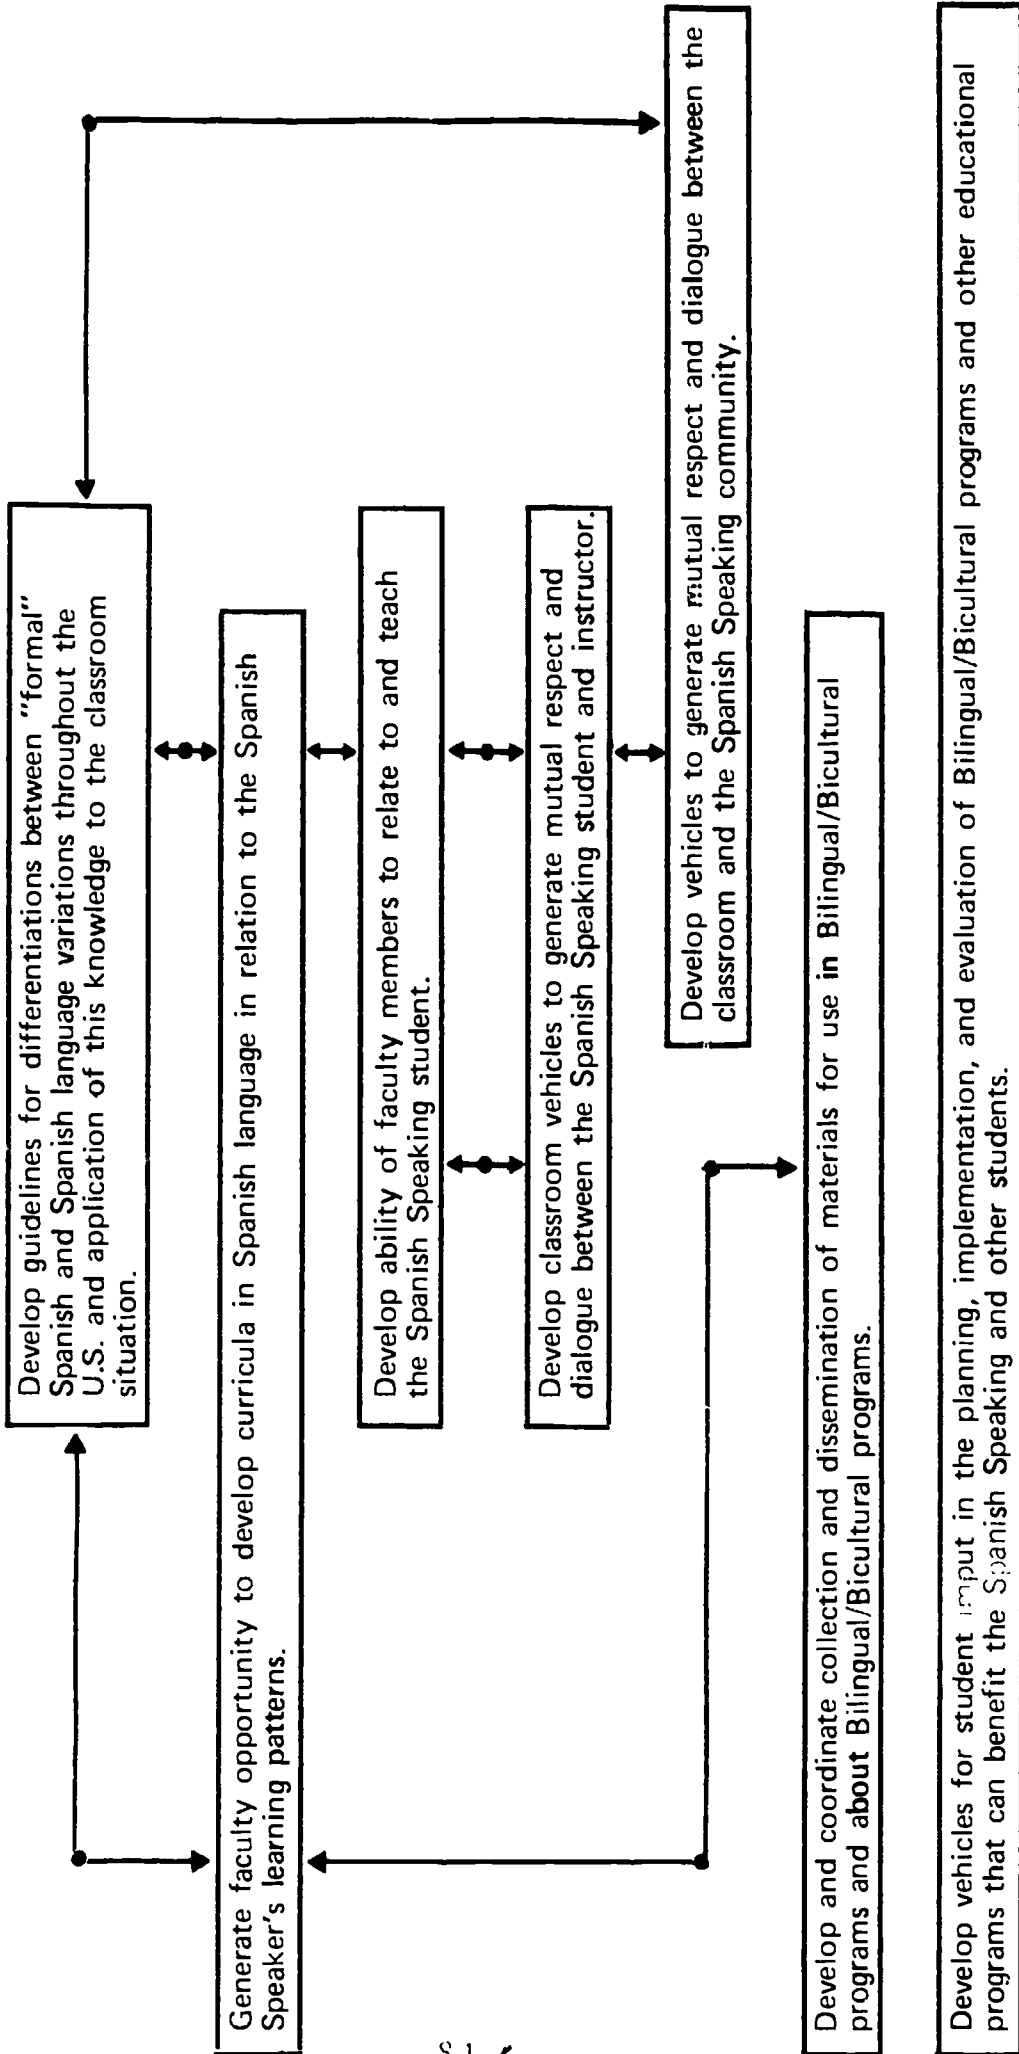 Develop guidelines for differentiations between "formal"
Spanish and Spanish language variations throughout the
U.S. and application of this knowledge to the classroom
situation.
Generate faculty opportunity to develop curricula in Spanish language in relation to the Spanish
Speaker's learning patterns.
Develop ability of faculty members to relate to and teach
the Spanish Speaking student.
Develop classroom vehicles to generate mutual respect and
dialogue between the Spanish Speaking student and instructor.
Develop vehicles to generate mutual respect and dialogue between the
classroom and the Spanish Speaking community.
Develop and coordinate collection and dissemination of materials for use in Bilingual/Bicultural
programs and about Bilingual/Bicultural programs.
Develop vehicles for student input in the planning, implementation, and evaluation of Bilingual/Bicultural programs and other educational
programs that can benefit the Spanish Speaking and other students.